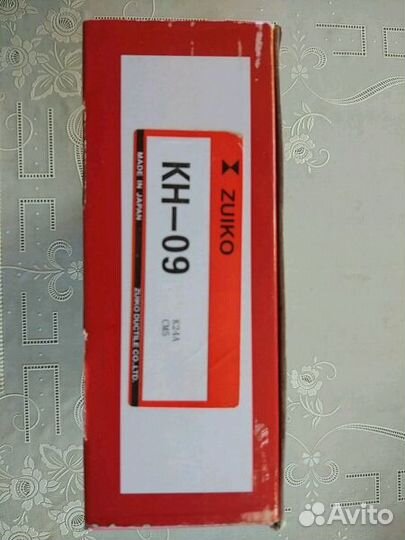 ZUIKO
KH-09
K24A
CM5
MADE IN JAPAN
ZUIKO DUCTILE CO.,LTD.
Avito